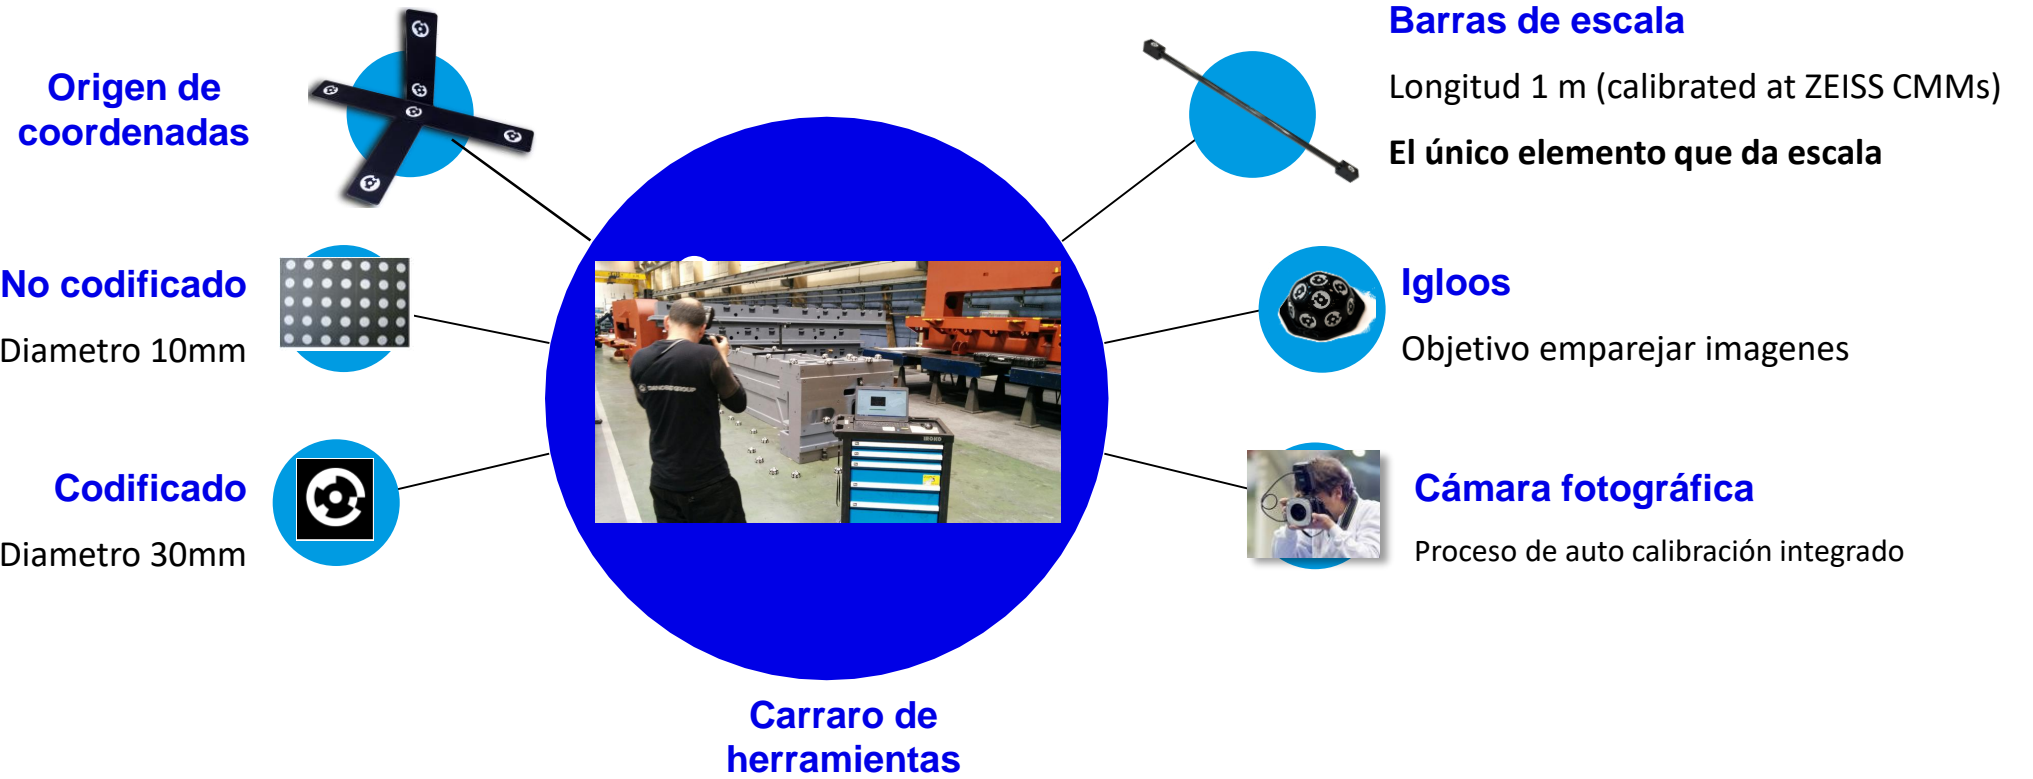 Origen de
coordenadas
No codificado
Diametro 10mm
Codificado
Diametro 30mm
Barras de escala
Longitud 1 m (calibrated at ZEISS CMMs)
El único elemento que da escala
Igloos
Objetivo emparejar imagenes
Cámara fotográfica
Proceso de auto calibración integrado
Carraro de
herramientas